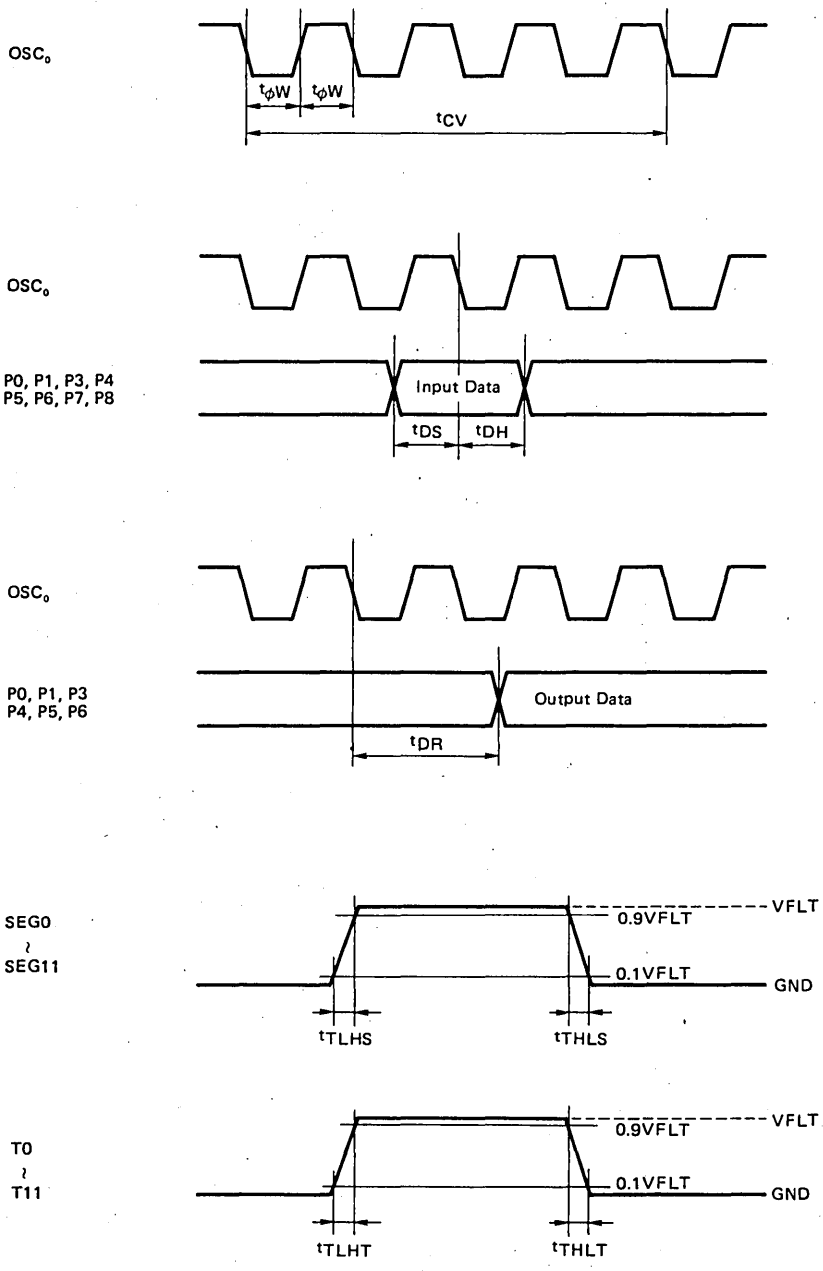 OSC₀
tφW tφW
tCV
OSC₀
P0, P1, P3, P4
P5, P6, P7, P8
Input Data
tDS tDH
OSC₀
P0, P1, P3
P4, P5, P6
Output Data
tDR
VFLT
0.9VFLT
SEG0
≀
SEG11
0.1VFLT
GND
tTLHS tTHLS
VFLT
0.9VFLT
T0
≀
T11
0.1VFLT
GND
tTLHT tTHLT